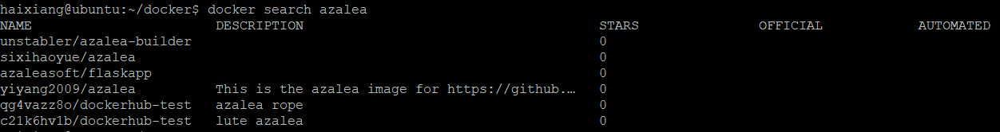 haixiang@ubuntu:~/docker$ docker search azalea
NAME DESCRIPTION STARS OFFICIAL AUTOMATED
unstabler/azalea-builder 0
sixihaoyue/azalea 0
azaleasoft/flaskapp 0
yiyang2009/azalea This is the azalea image for https://github.… 0
qg4vazz8o/dockerhub-test azalea rope 0
c21k6hv1b/dockerhub-test lute azalea 0